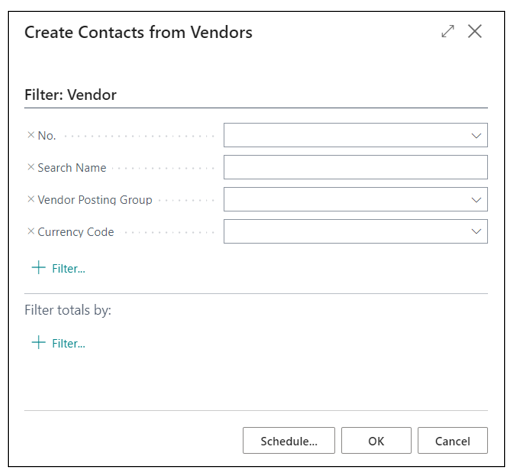 Create Contacts from Vendors
Filter: Vendor
No.
Search Name
Vendor Posting Group
Currency Code
Filter...
Filter totals by:
Filter...
Schedule... OK Cancel